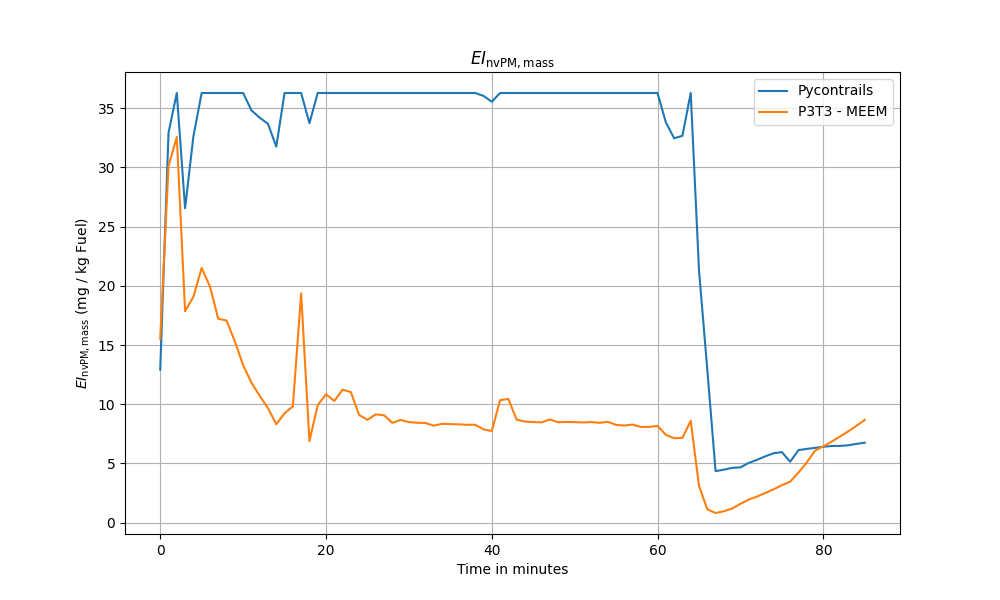 EI_nvPM, mass
Pycontrails
P3T3 - MEEM
EI_nvPM, mass (mg / kg Fuel)
35
30
25
20
15
10
5
0
0 20 40 60 80
Time in minutes